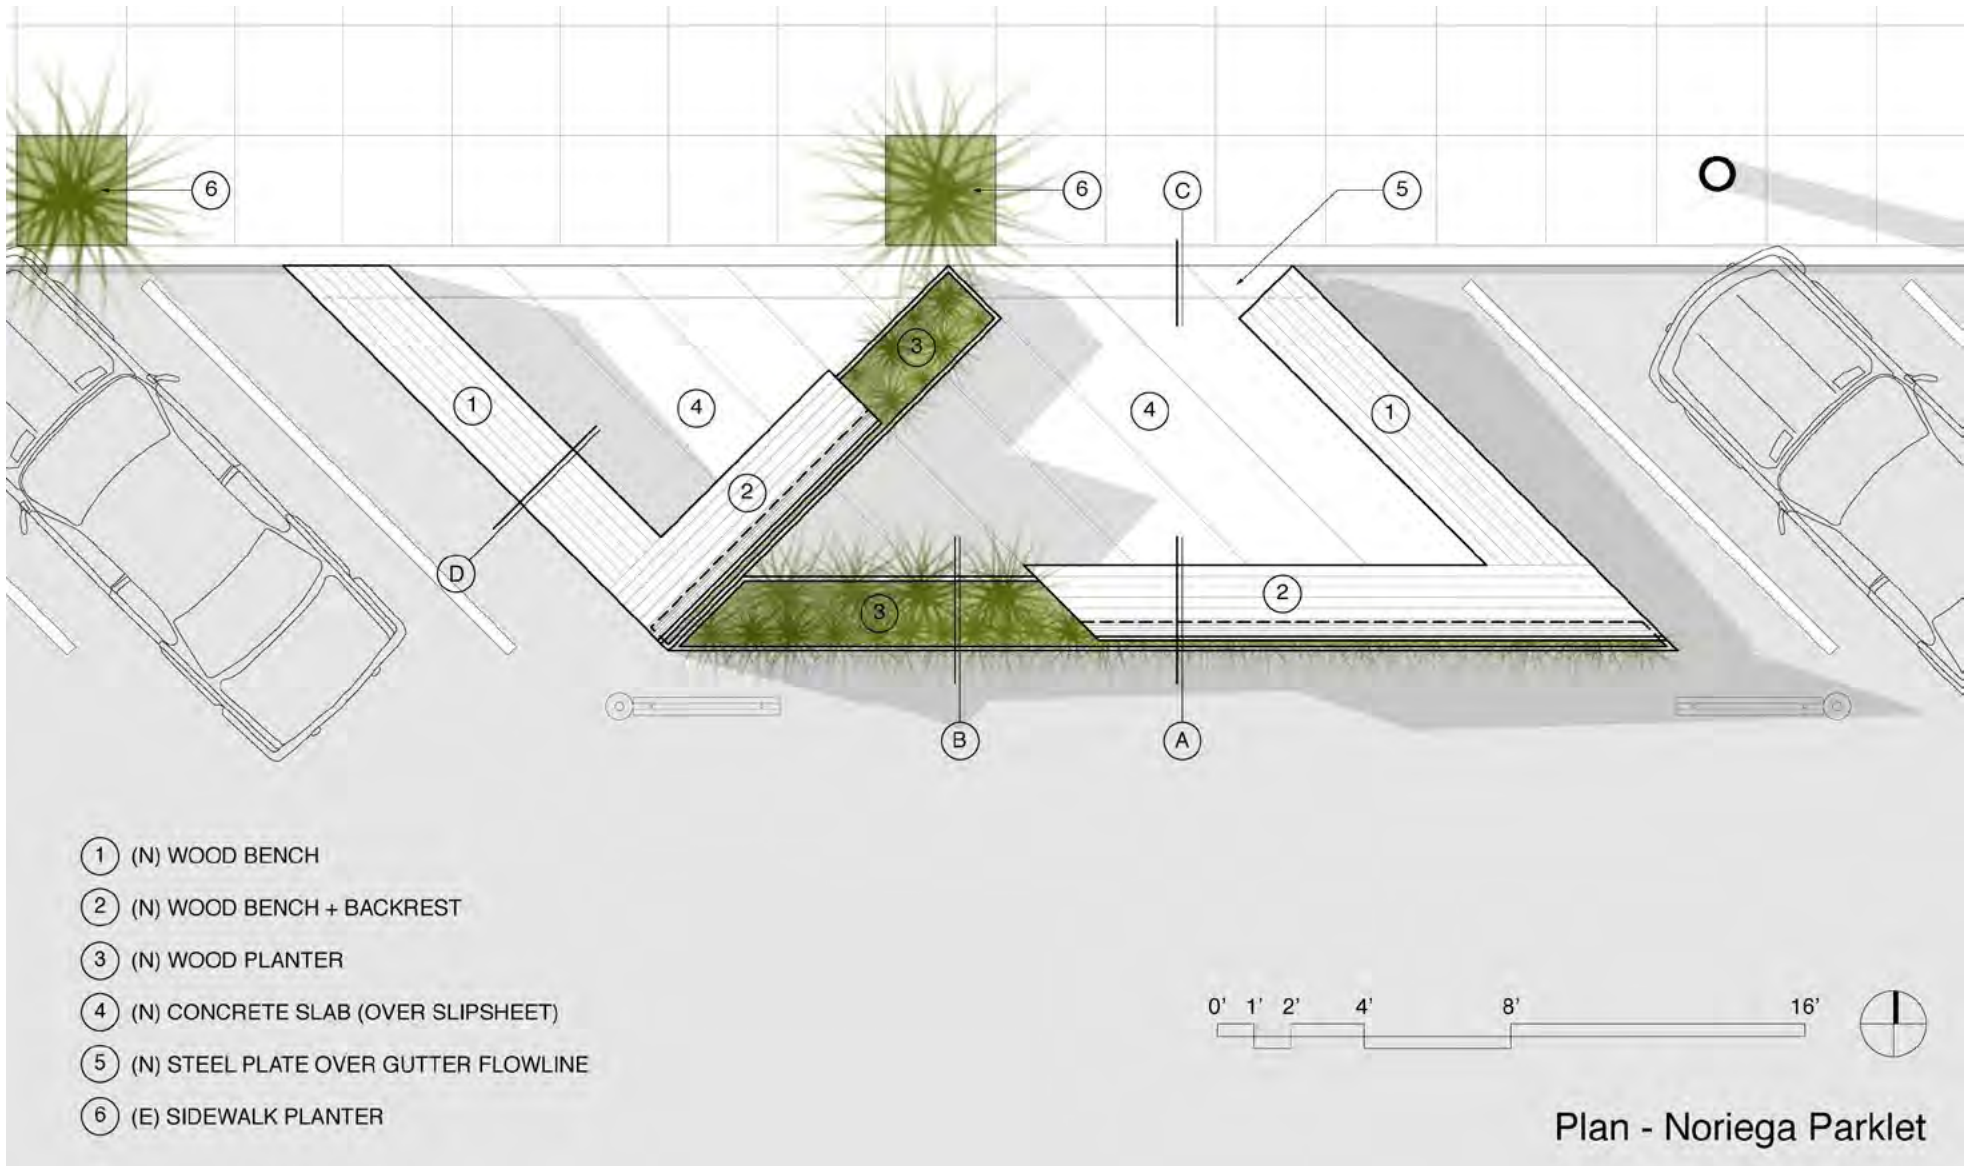 6
6
C
5
3
1
4
4
1
2
D
2
3
B
A
1 (N) WOOD BENCH
2 (N) WOOD BENCH + BACKREST
3 (N) WOOD PLANTER
4 (N) CONCRETE SLAB (OVER SLIPSHEET)
5 (N) STEEL PLATE OVER GUTTER FLOWLINE
6 (E) SIDEWALK PLANTER
0' 1' 2' 4' 8' 16'
Plan - Noriega Parklet